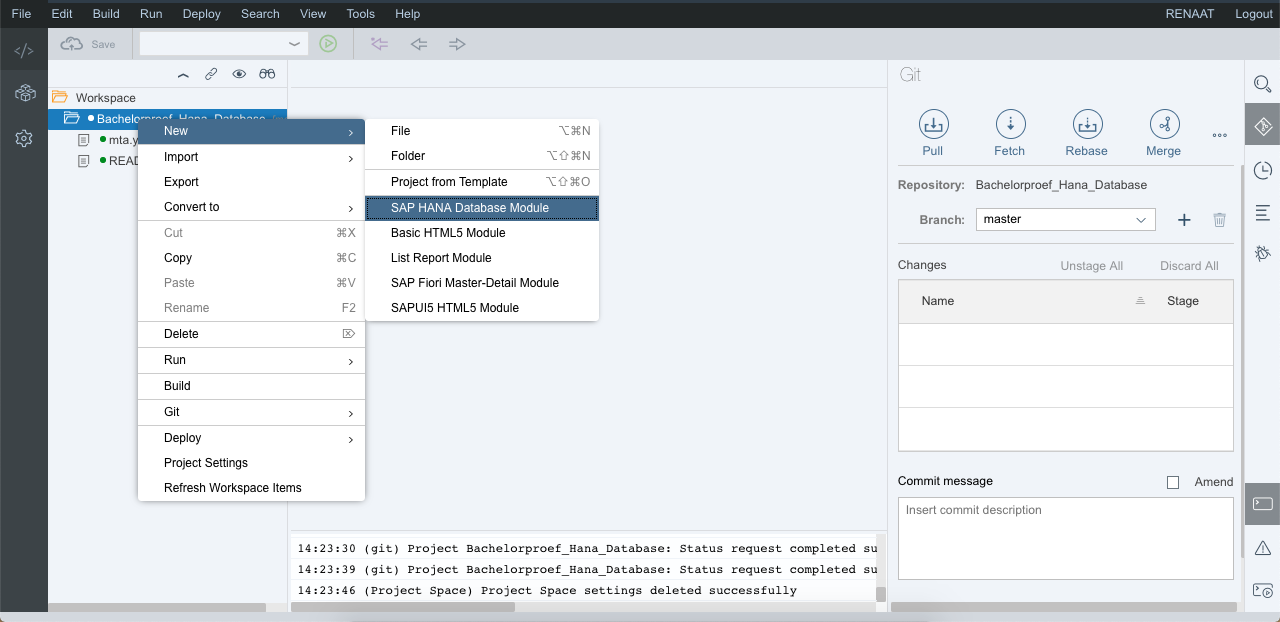 File Edit Build Run Deploy Search View Tools Help RENAAT Logout
Save
Workspace
Bachelorproef_Hana_Database
mta.y
READ
New
Import
Export
Convert to
Cut ⌘X
Copy ⌘C
Paste ⌘V
Rename F2
Delete ⌦
Run
Build
Git
Deploy
Project Settings
Refresh Workspace Items
File ⌥⌘N
Folder ⌥⇧⌘N
Project from Template ⌥⇧⌘O
SAP HANA Database Module
Basic HTML5 Module
List Report Module
SAP Fiori Master-Detail Module
SAPUI5 HTML5 Module
14:23:30 (git) Project Bachelorproef_Hana_Database: Status request completed su
14:23:39 (git) Project Bachelorproef_Hana_Database: Status request completed su
14:23:46 (Project Space) Project Space settings deleted successfully
Git
Pull Fetch Rebase Merge
Repository: Bachelorproef_Hana_Database
Branch: master
Changes Unstage All Discard All
Name Stage
Commit message Amend
Insert commit description